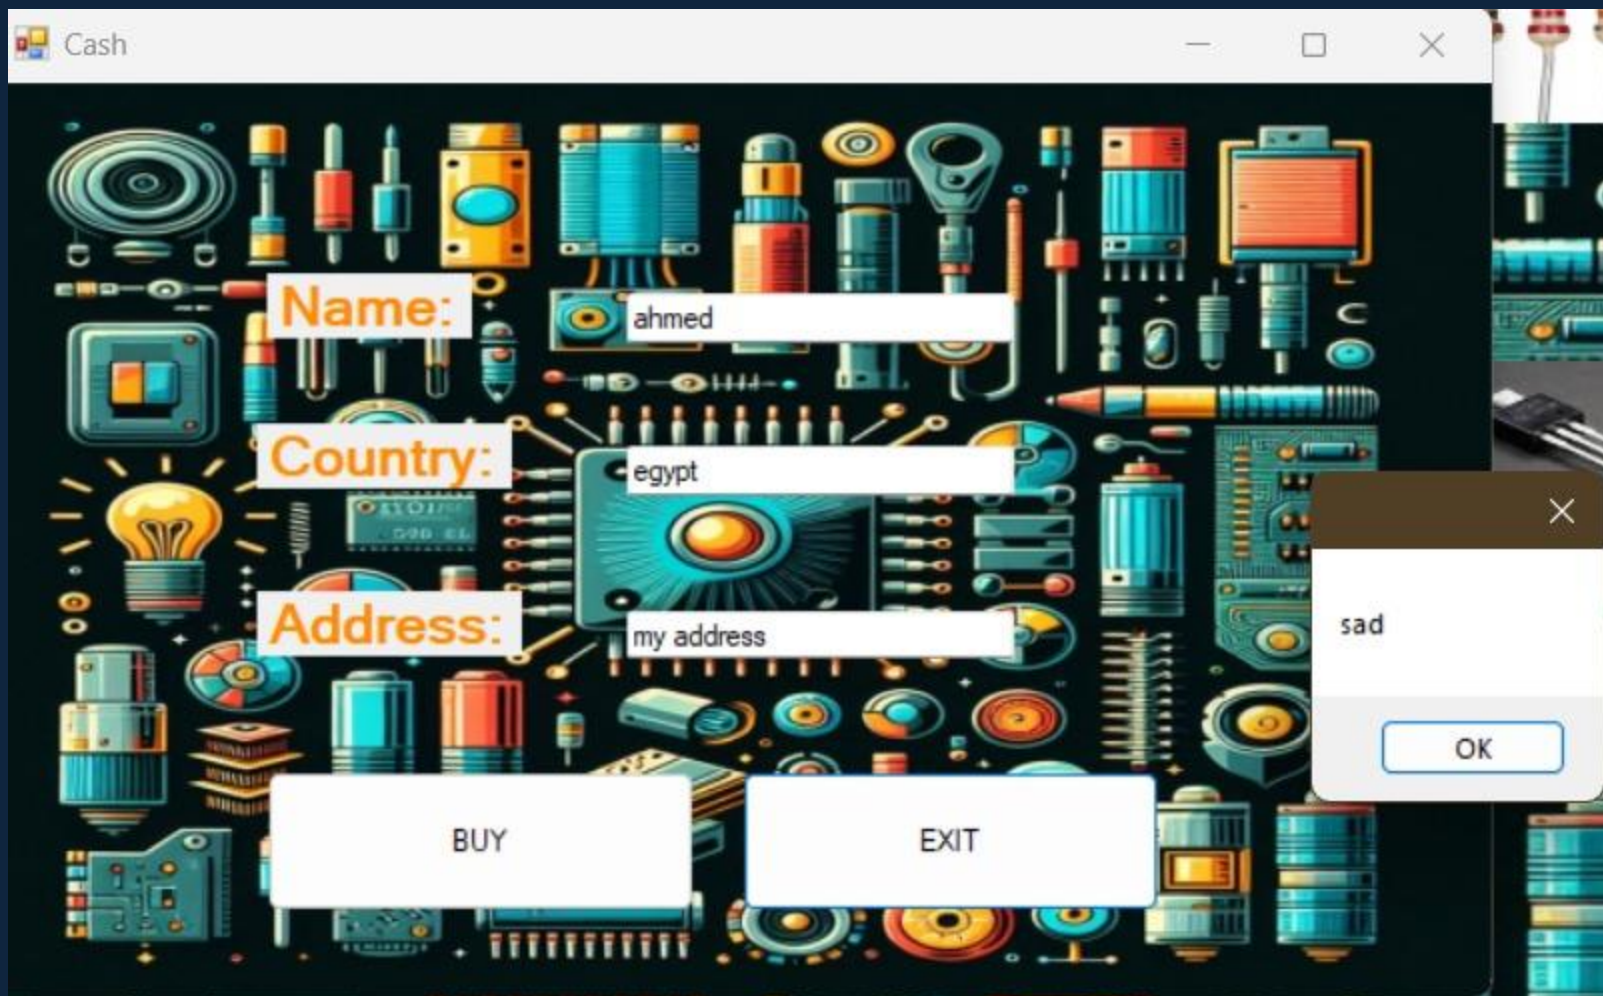 Cash
Name:
ahmed
Country:
egypt
Address:
my address
sad
OK
BUY
EXIT